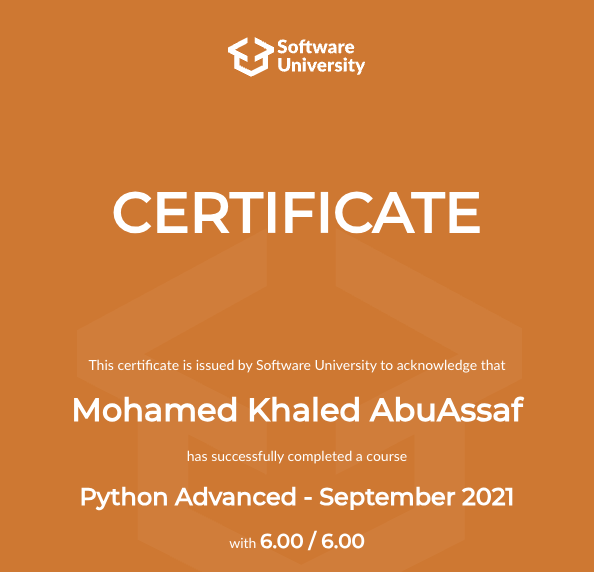 Software
University
CERTIFICATE
This certificate is issued by Software University to acknowledge that
Mohamed Khaled AbuAssaf
has successfully completed a course
Python Advanced - September 2021
with 6.00 / 6.00